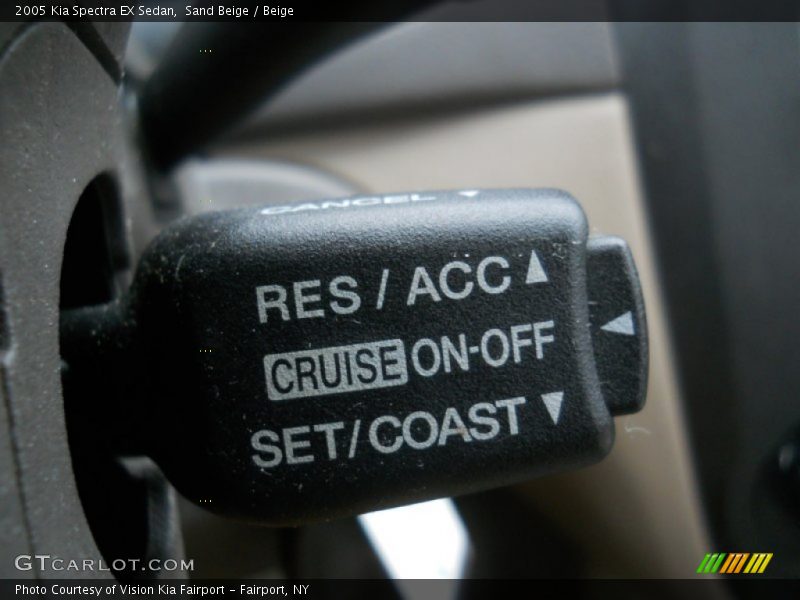 2005 Kia Spectra EX Sedan,  Sand Beige / Beige
CANCEL ▼
RES / ACC ▲
CRUISE ON-OFF ◀
SET/COAST ▼
GTCARLOT.COM
Photo Courtesy of Vision Kia Fairport - Fairport, NY